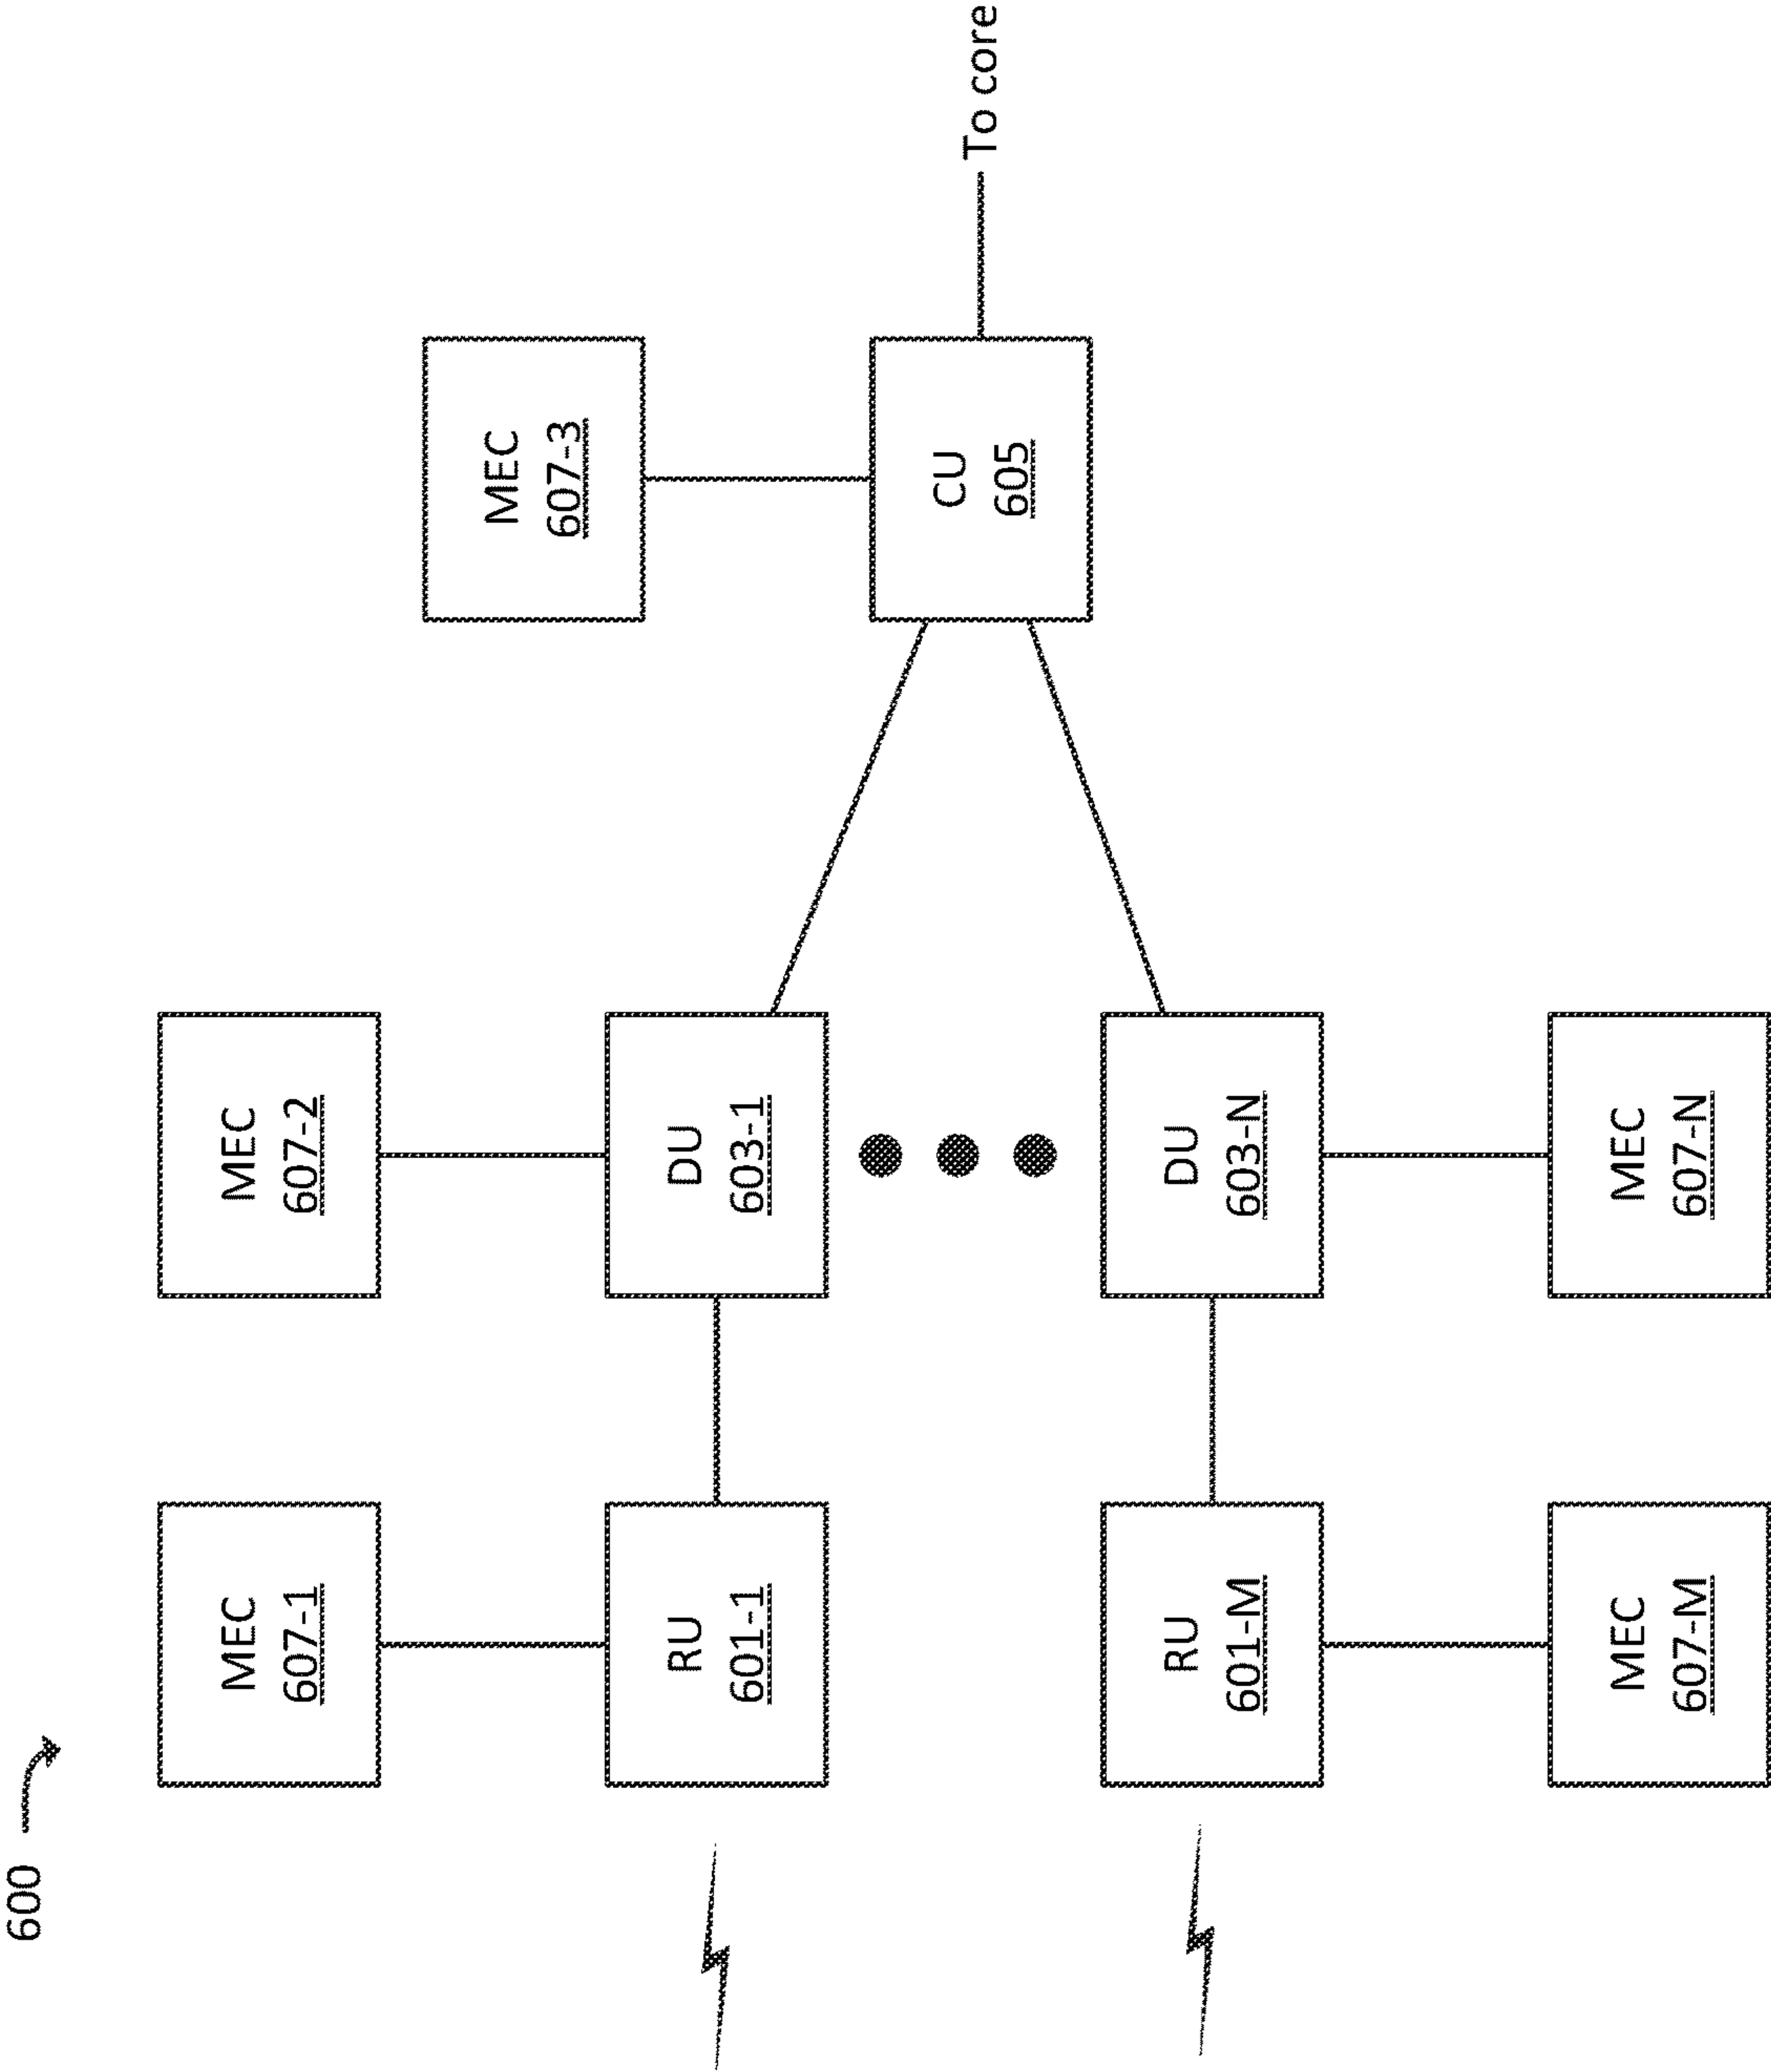 600
MEC
607-1
MEC
607-2
MEC
607-3
RU
601-1
DU
603-1
CU
605
To core
RU
601-M
DU
603-N
MEC
607-M
MEC
607-N